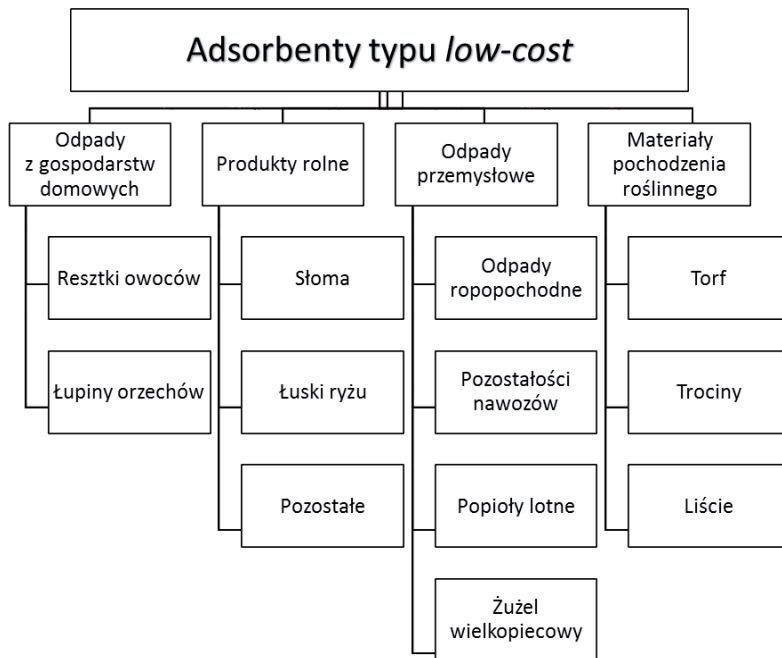 Adsorbenty typu low-cost
Odpady
z gospodarstw
domowych
Resztki owoców
Łupiny orzechów
Produkty rolne
Słoma
Łuski ryżu
Pozostałe
Odpady
przemysłowe
Odpady
ropopochodne
Pozostałości
nawozów
Popioły lotne
Żużel
wielkopiecowy
Materiały
pochodzenia
roślinnego
Torf
Trociny
Liście